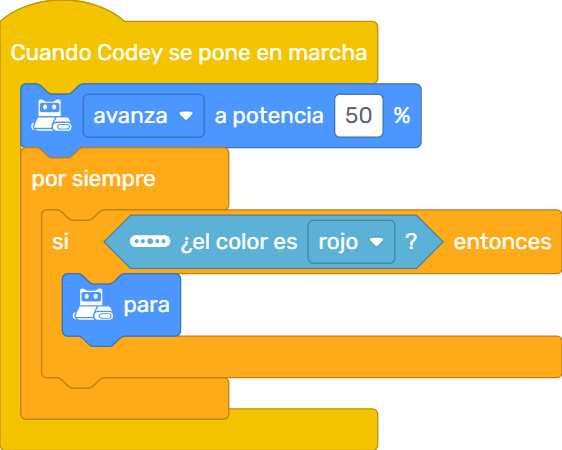 Cuando Codey se pone en marcha
avanza a potencia 50 %
por siempre
si ¿el color es rojo ? entonces
para